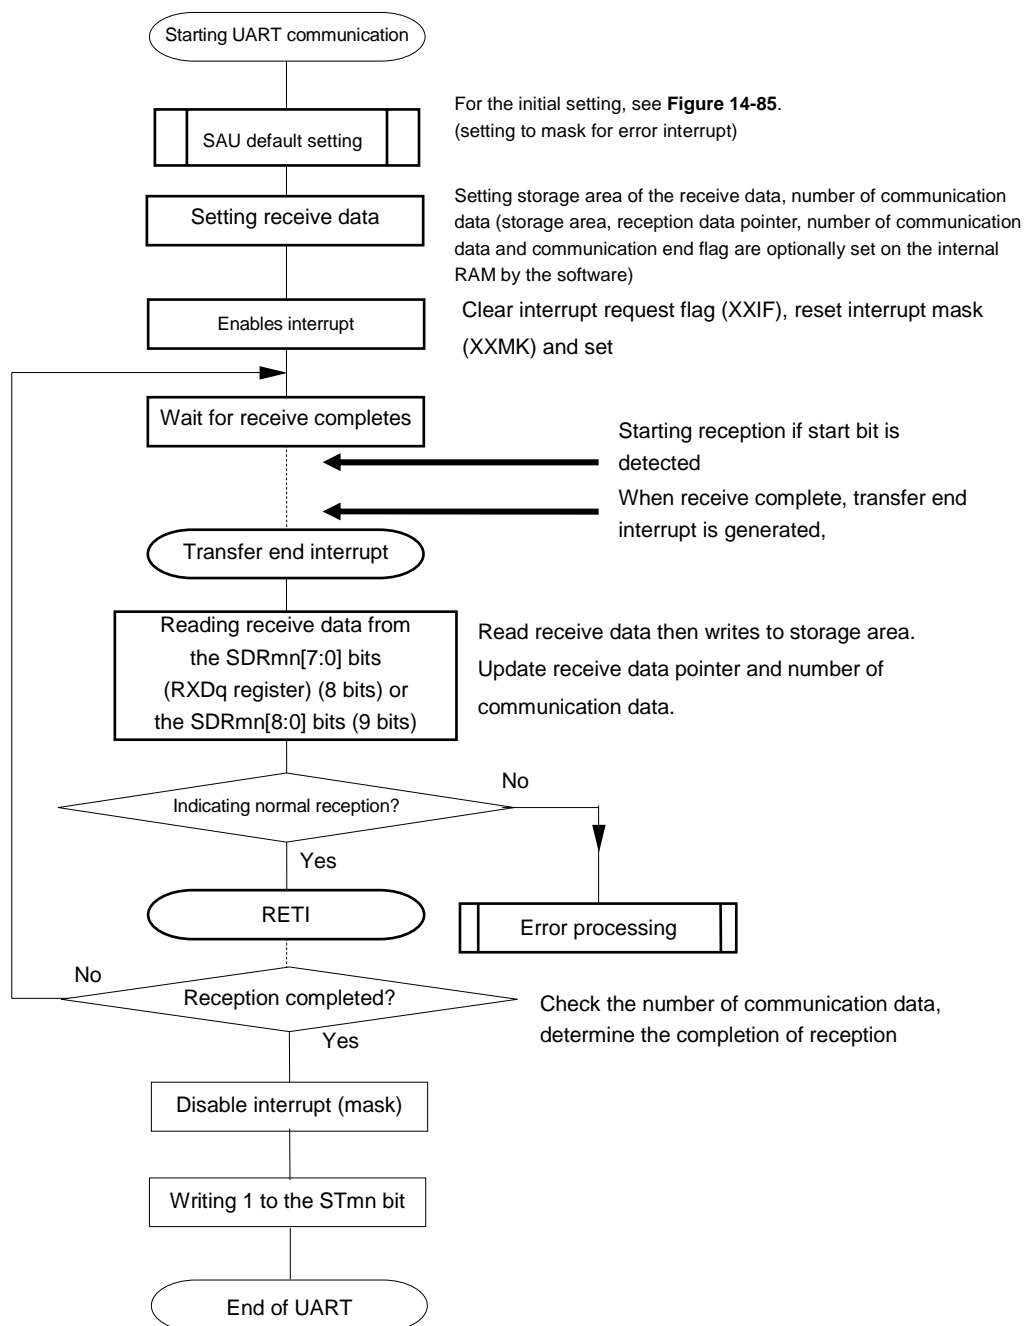 Starting UART communication
For the initial setting, see Figure 14-85.
(setting to mask for error interrupt)
SAU default setting
Setting storage area of the receive data, number of communication
data (storage area, reception data pointer, number of communication
data and communication end flag are optionally set on the internal
RAM by the software)
Setting receive data
Enables interrupt
Clear interrupt request flag (XXIF), reset interrupt mask
(XXMK) and set
Wait for receive completes
Starting reception if start bit is
detected
When receive complete, transfer end
interrupt is generated,
Transfer end interrupt
Reading receive data from
the SDRmn[7:0] bits
(RXDq register) (8 bits) or
the SDRmn[8:0] bits (9 bits)
Read receive data then writes to storage area.
Update receive data pointer and number of
communication data.
No
Indicating normal reception?
Yes
RETI
Error processing
No
Reception completed?
Check the number of communication data,
determine the completion of reception
Yes
Disable interrupt (mask)
Writing 1 to the STmn bit
End of UART